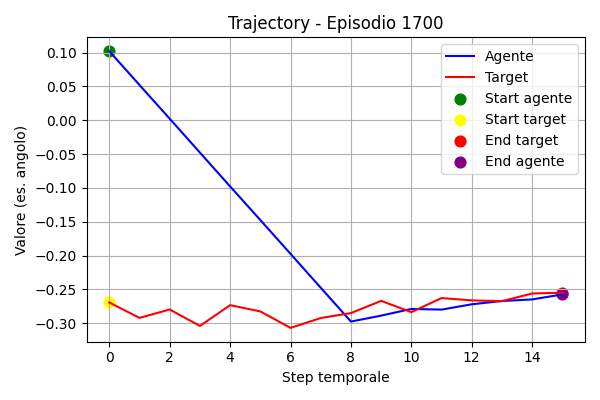 Trajectory - Episodio 1700
Valore (es. angolo)
0.10
0.05
0.00
−0.05
−0.10
−0.15
−0.20
−0.25
−0.30
Agente
Target
Start agente
Start target
End target
End agente
0 2 4 6 8 10 12 14
Step temporale